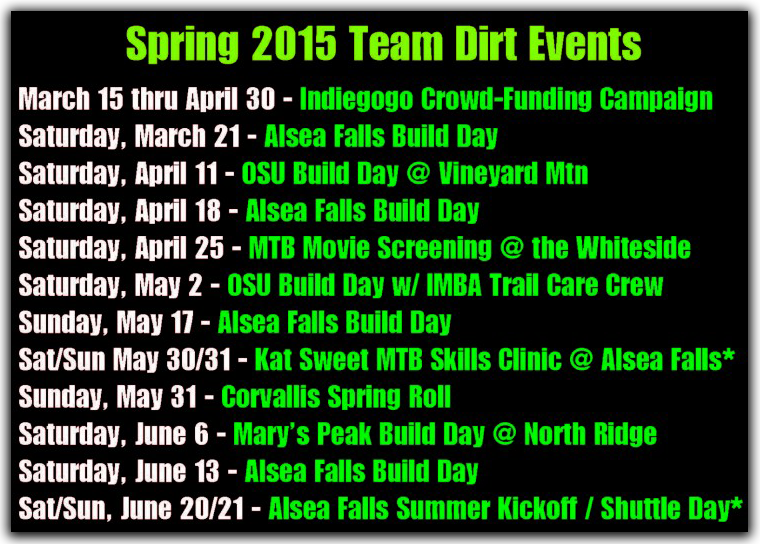 Spring 2015 Team Dirt Events
March 15 thru April 30 - Indiegogo Crowd-Funding Campaign
Saturday, March 21 - Alsea Falls Build Day
Saturday, April 11 - OSU Build Day @ Vineyard Mtn
Saturday, April 18 - Alsea Falls Build Day
Saturday, April 25 - MTB Movie Screening @ the Whiteside
Saturday, May 2 - OSU Build Day w/ IMBA Trail Care Crew
Sunday, May 17 - Alsea Falls Build Day
Sat/Sun May 30/31 - Kat Sweet MTB Skills Clinic @ Alsea Falls*
Sunday, May 31 - Corvallis Spring Roll
Saturday, June 6 - Mary's Peak Build Day @ North Ridge
Saturday, June 13 - Alsea Falls Build Day
Sat/Sun, June 20/21 - Alsea Falls Summer Kickoff / Shuttle Day*